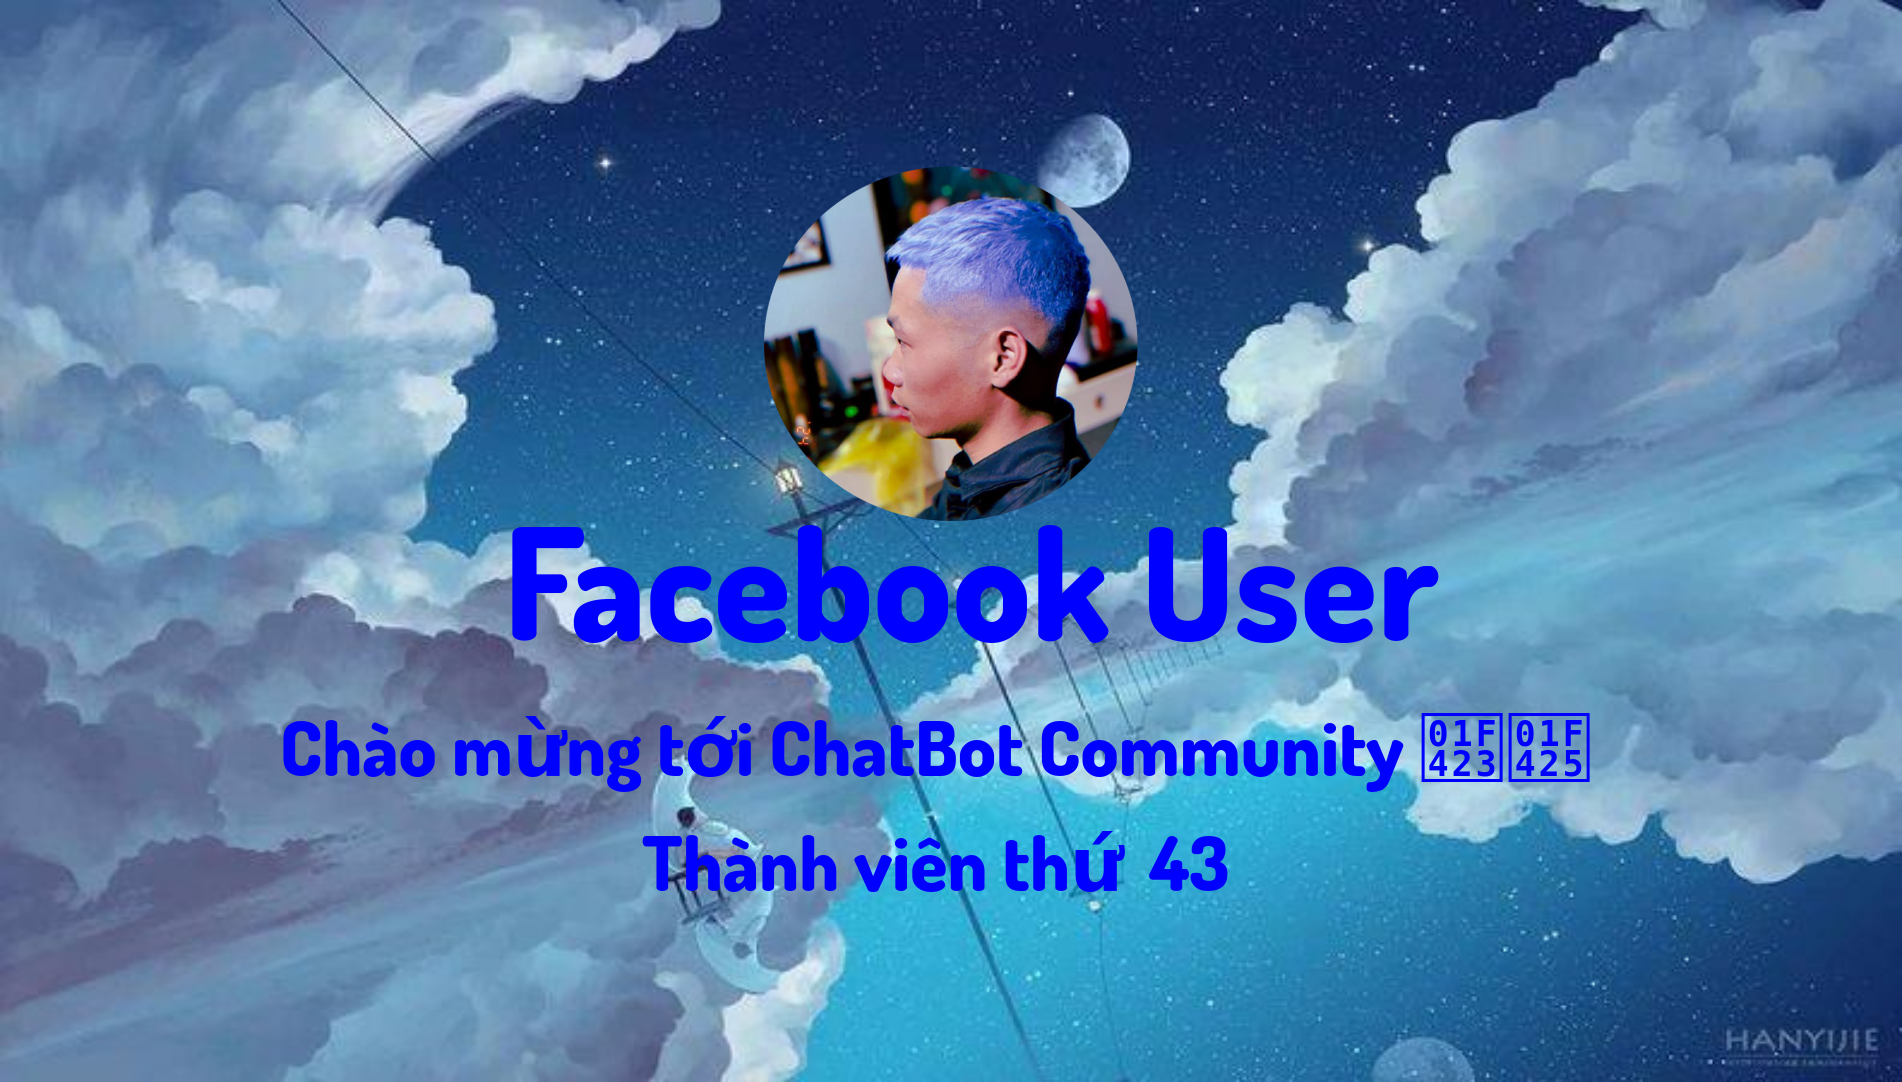 Facebook User
Chào mừng tới ChatBot Community 🐣🐥
Thành viên thứ 43
HANYIJIE